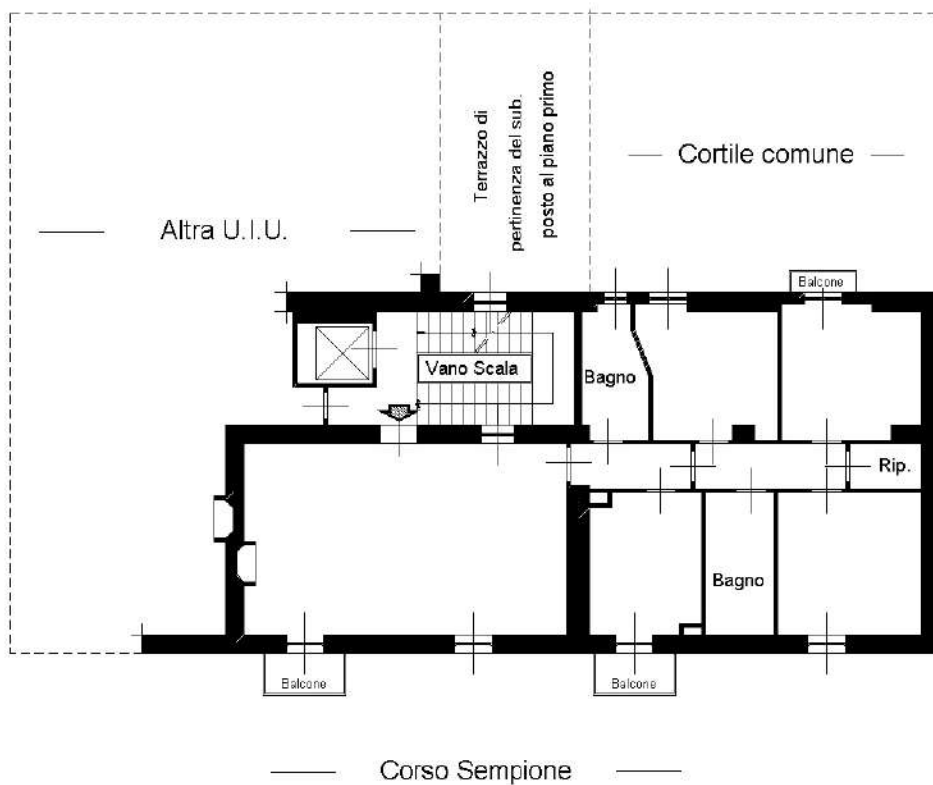 Terrazzo di
pertinenza del sub.
posto al piano primo
Cortile comune
Altra U.I.U.
Balcone
Vano Scala
Bagno
Rip.
Bagno
Balcone
Balcone
Corso Sempione